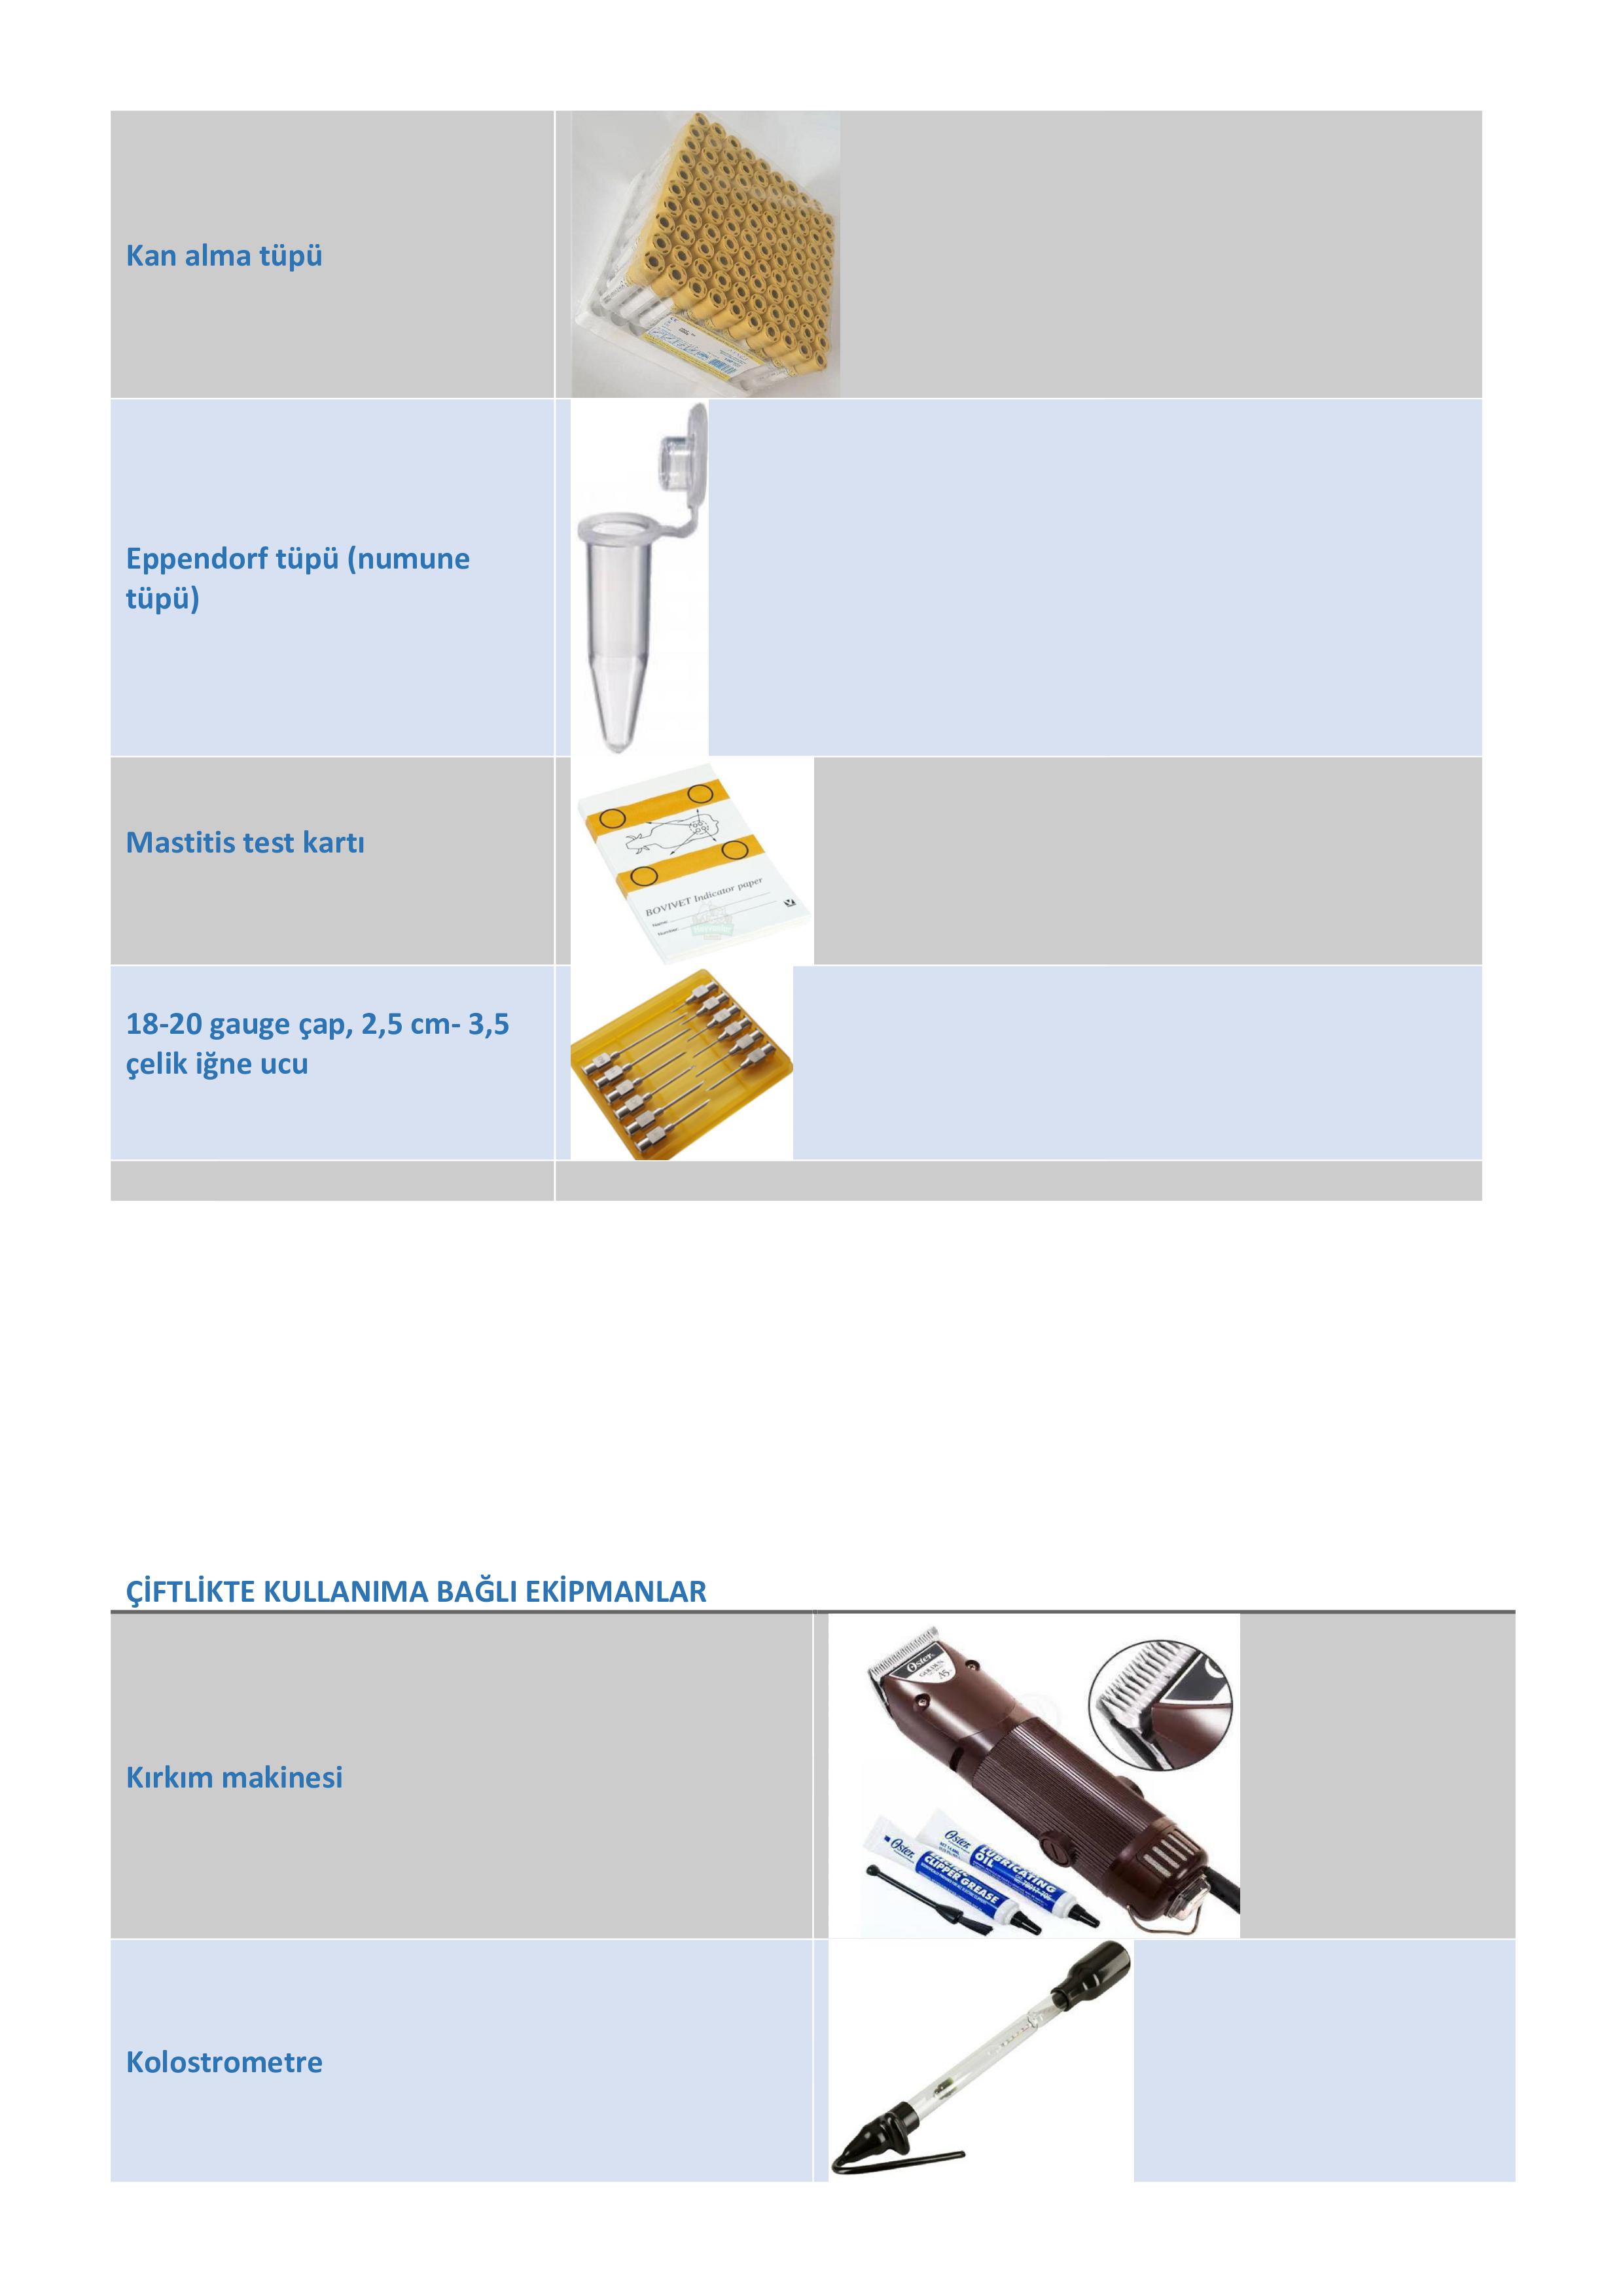 Kan alma tüpü
Eppendorf tüpü (numune
tüpü)
Mastitis test kartı
BOVIVET Indicator paper
Name
Number
18-20 gauge çap, 2,5 cm- 3,5
çelik iğne ucu
ÇİFTLİKTE KULLANIMA BAĞLI EKİPMANLAR
Oster
GOLDEN
A5
Kırkım makinesi
Oster
LUBRICATING
OIL
Oster
CLIPPER GREASE
Kolostrometre